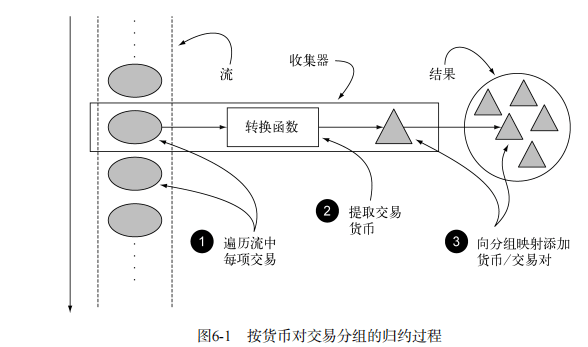 流
收集器
结果
转换函数
1 遍历流中
每项交易
2 提取交易
货币
3 向分组映射添加
货币/交易对
图6-1 按货币对交易分组的归约过程